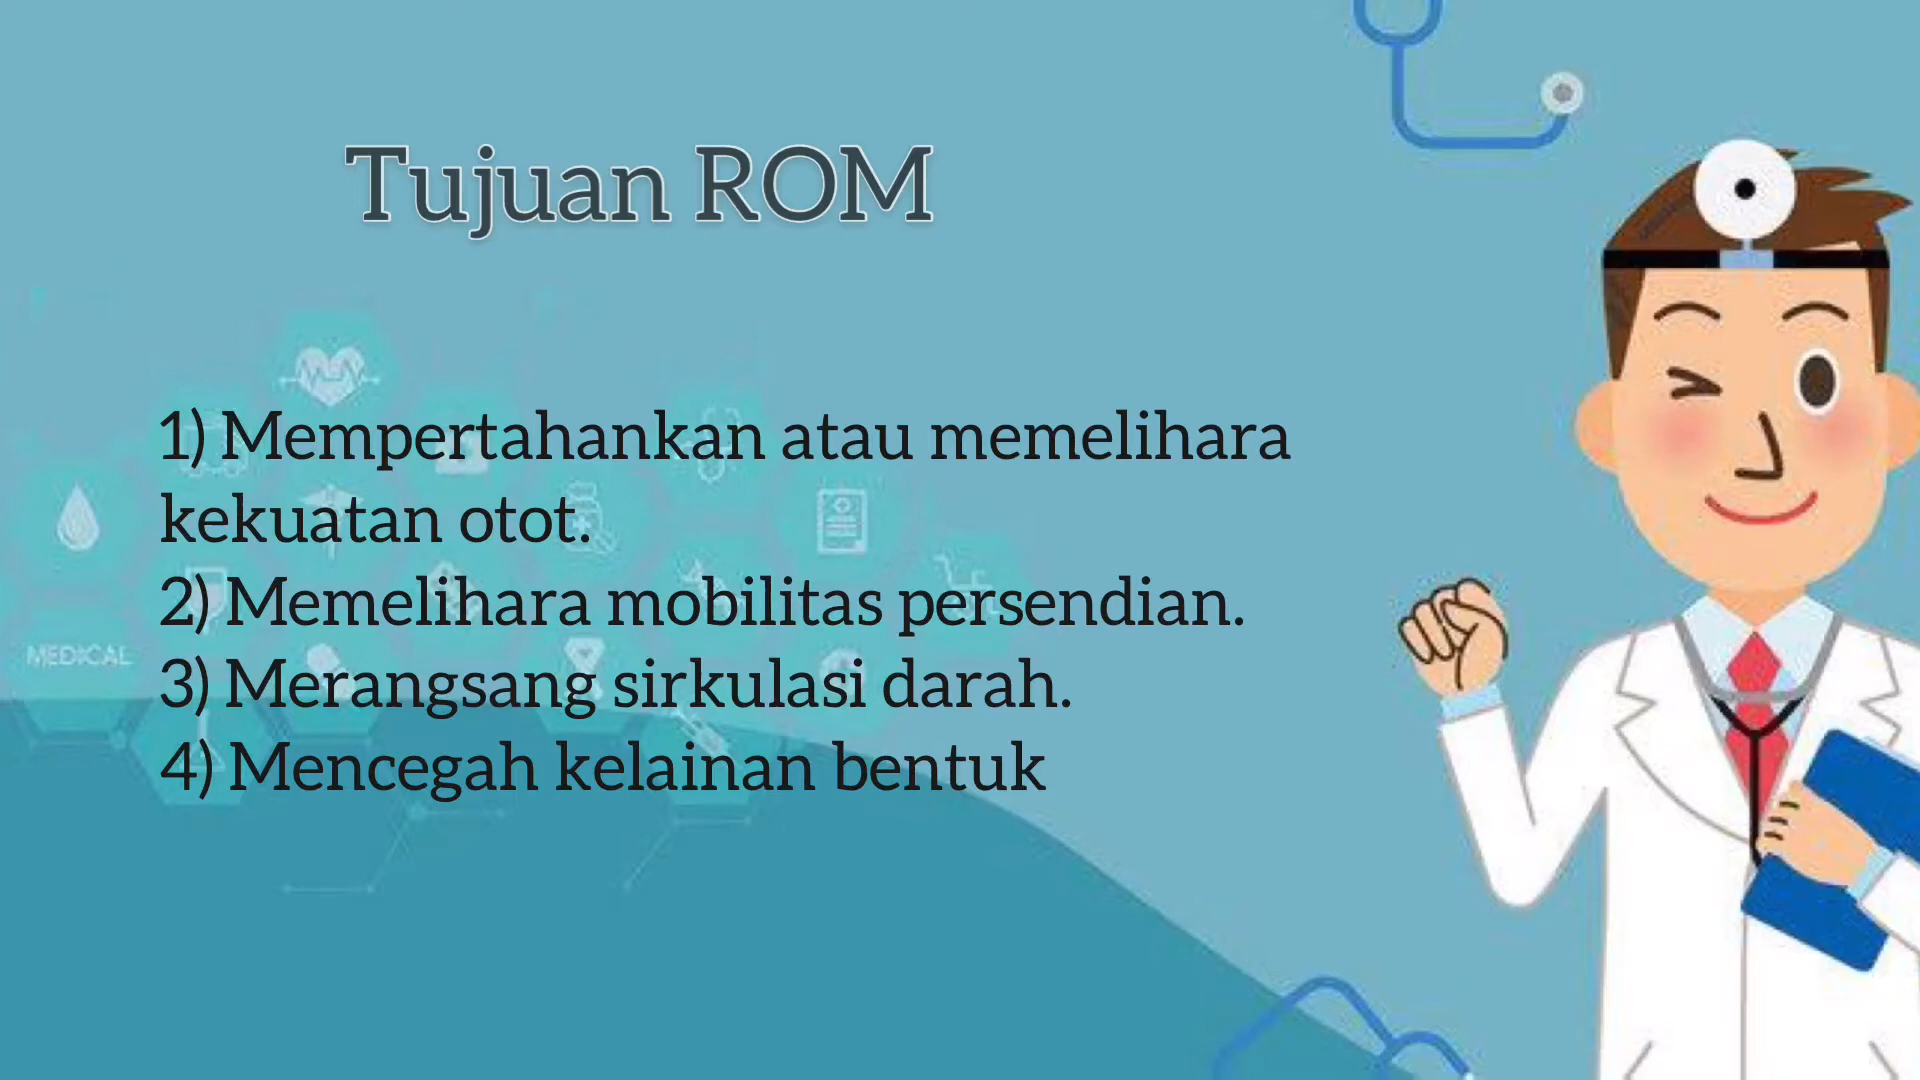 Tujuan ROM
1) Mempertahankan atau memelihara
kekuatan otot.
2) Memelihara mobilitas persendian.
3) Merangsang sirkulasi darah.
4) Mencegah kelainan bentuk
MEDICAL